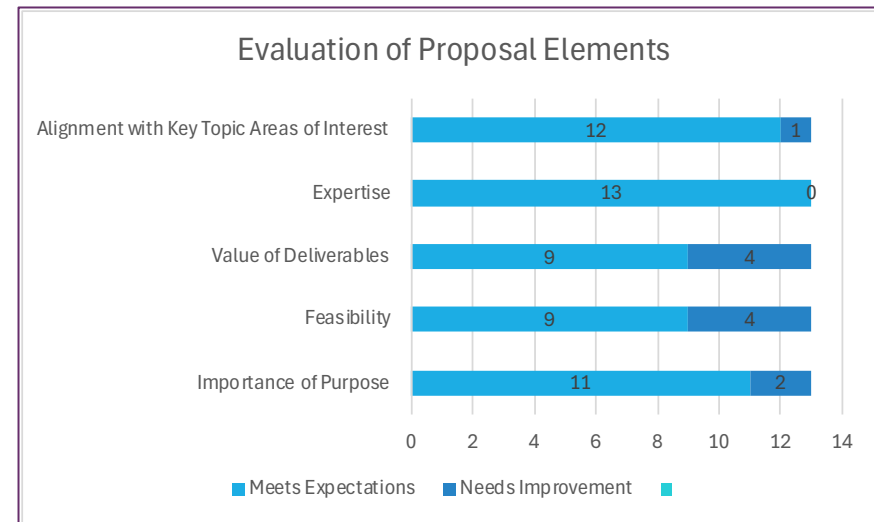 Evaluation of Proposal Elements
Alignment with Key Topic Areas of Interest 12 1
Expertise 13 0
Value of Deliverables 9 4
Feasibility 9 4
Importance of Purpose 11 2
0 2 4 6 8 10 12 14
Meets Expectations Needs Improvement